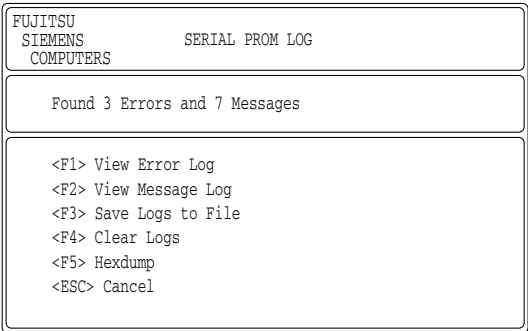 FUJITSU
SIEMENS SERIAL PROM LOG
COMPUTERS
Found 3 Errors and 7 Messages
<F1> View Error Log
<F2> View Message Log
<F3> Save Logs to File
<F4> Clear Logs
<F5> Hexdump
<ESC> Cancel